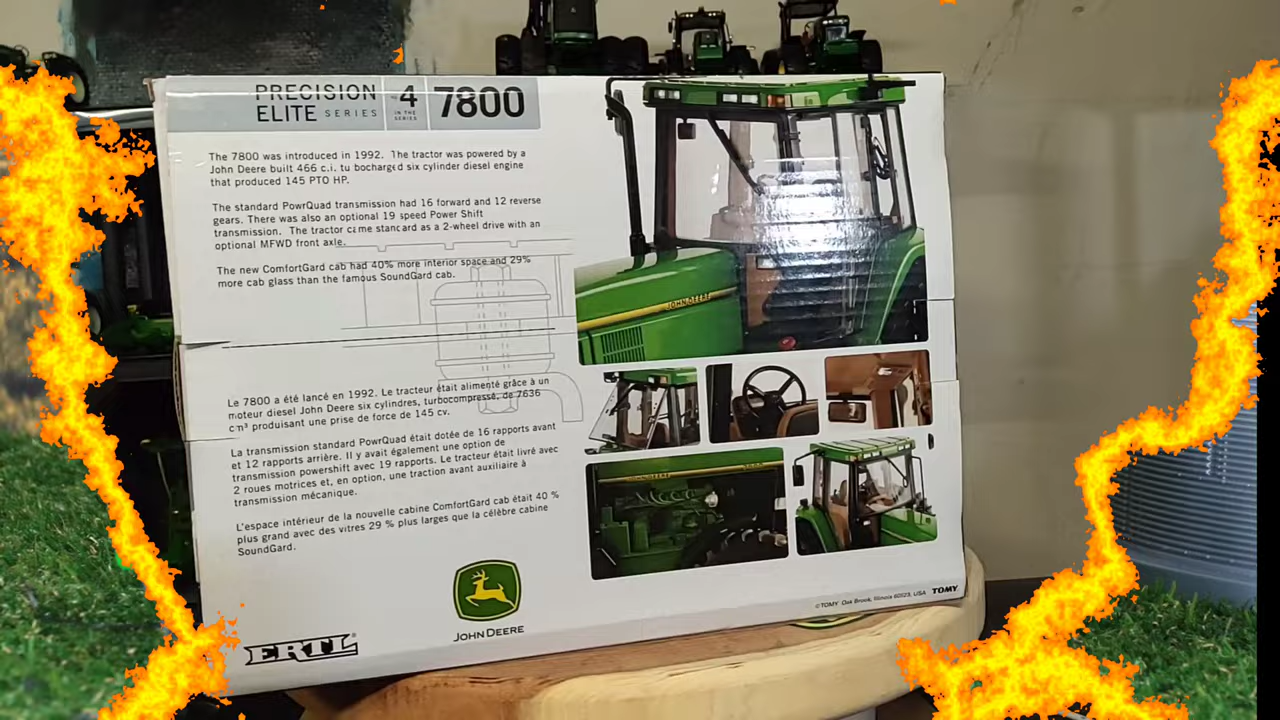 PRECISION
ELITE SERIES
#4
IN THE
SERIES
7800
The 7800 was introduced in 1992. The tractor was powered by a
John Deere built 466 c.i. tu bocharged six cylinder diesel engine
that produced 145 PTO HP.
The standard PowrQuad transmission had 16 forward and 12 reverse
gears. There was also an optional 19 speed Power Shift
transmission. The tractor came standard as a 2-wheel drive with an
optional MFWD front axle.
The new ComfortGard cab had 40% more interior space and 29%
more cab glass than the famous SoundGard cab.
Le 7800 a été lancé en 1992. Le tracteur était alimenté grâce à un
moteur diesel John Deere six cylindres, turbocompressé, de 7636
cm³ produisant une prise de force de 145 cv.
La transmission standard PowrQuad était dotée de 16 rapports avant
et 12 rapports arrière. Il y avait également une option de
transmission powershift avec 19 rapports. Le tracteur était livré avec
2 roues motrices et, en option, une traction avant auxiliaire à
transmission mécanique.
L'espace intérieur de la nouvelle cabine ComfortGard cab était 40 %
plus grand avec des vitres 29 % plus larges que la célèbre cabine
SoundGard.
JOHN DEERE
ERTL®
JOHN DEERE
©TOMY Oak Brook, Illinois 60523, USA TOMY